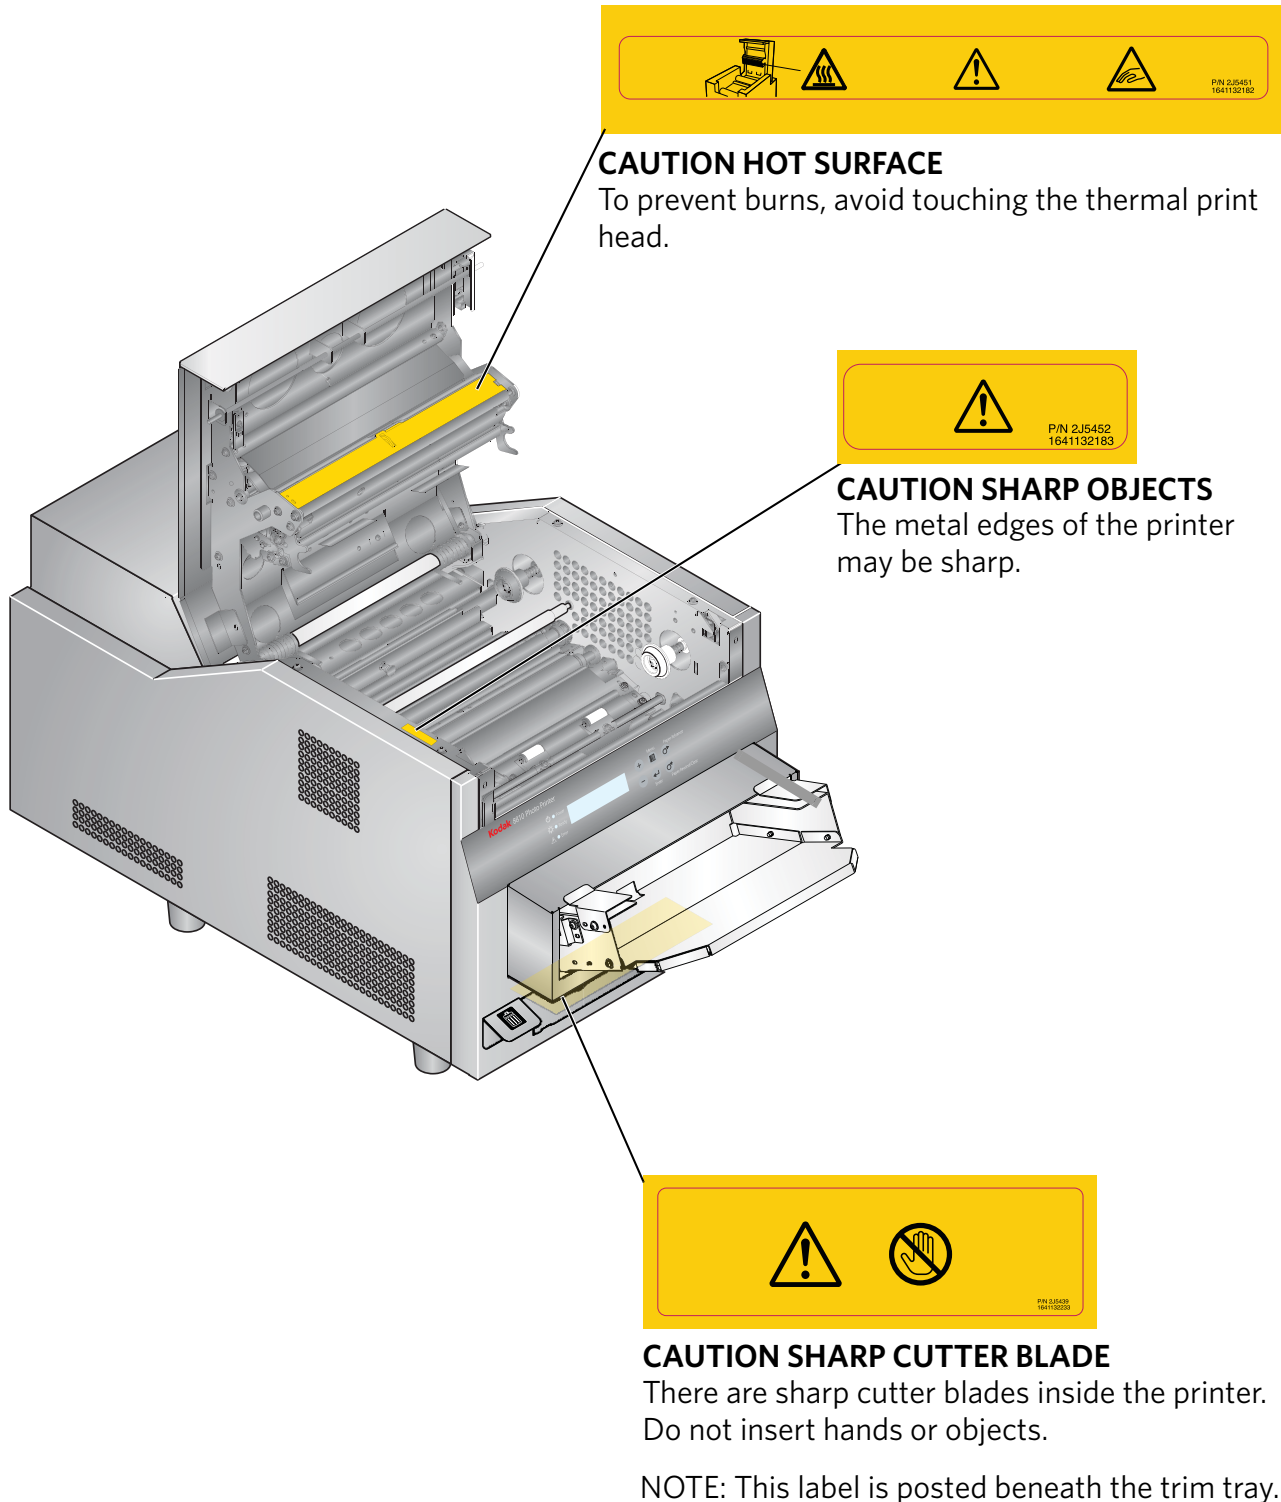 P/N 2J5451
1641132182
CAUTION HOT SURFACE
To prevent burns, avoid touching the thermal print
head.
P/N 2J5452
1641132183
CAUTION SHARP OBJECTS
The metal edges of the printer
may be sharp.
Kodak 8810 Photo Printer
P/N 2J5439
1641132233
CAUTION SHARP CUTTER BLADE
There are sharp cutter blades inside the printer.
Do not insert hands or objects.
NOTE: This label is posted beneath the trim tray.